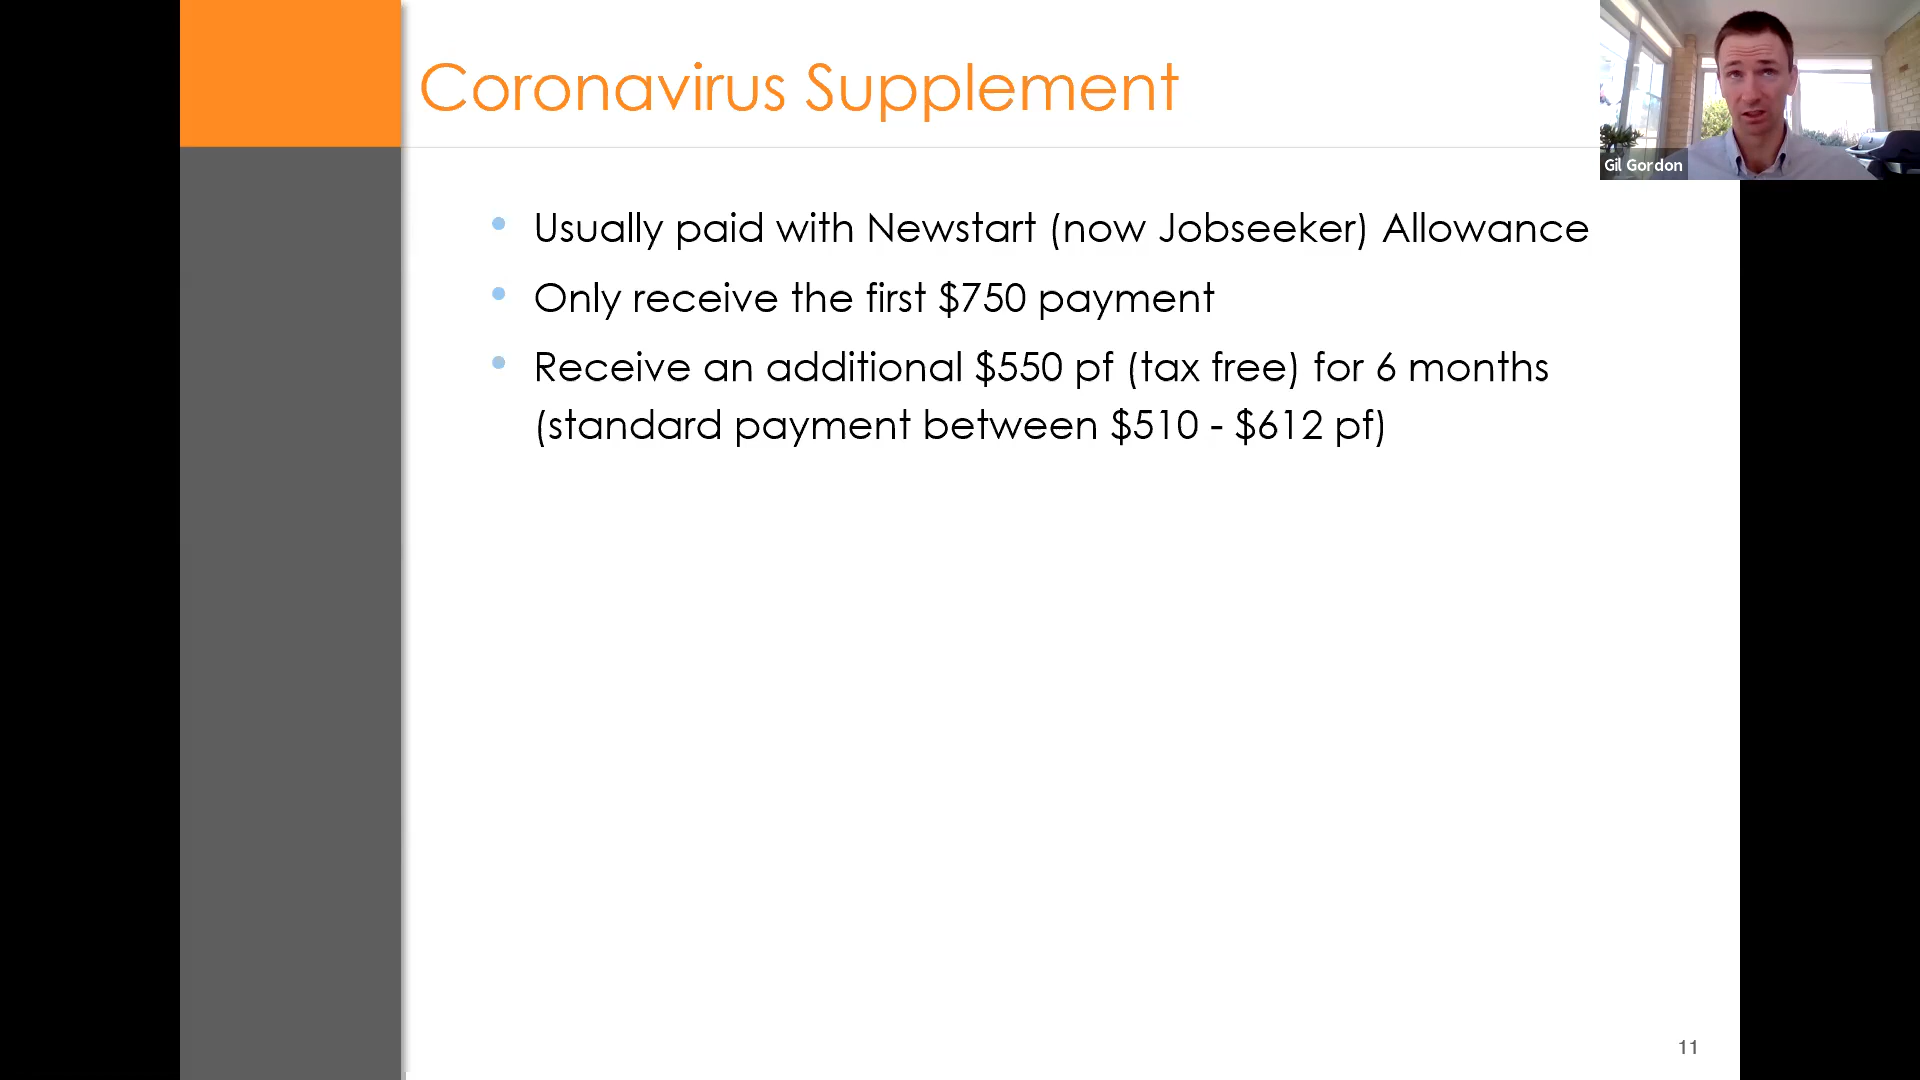 Coronavirus Supplement
Gil Gordon
• Usually paid with Newstart (now Jobseeker) Allowance
• Only receive the first $750 payment
• Receive an additional $550 pf (tax free) for 6 months
(standard payment between $510 - $612 pf)
11